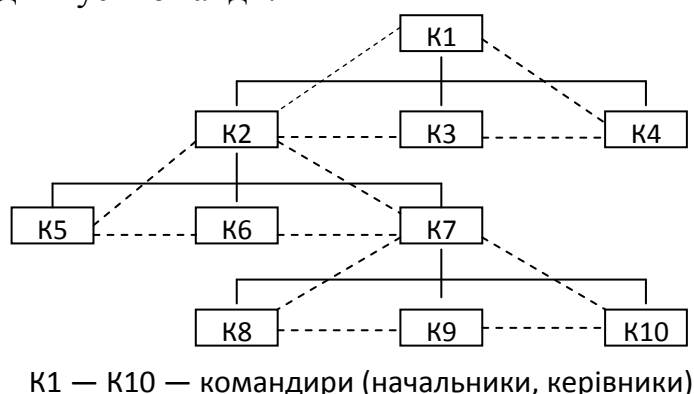 К1
К2 К3 К4
К5 К6 К7
К8 К9 К10
К1 — К10 — командири (начальники, керівники)